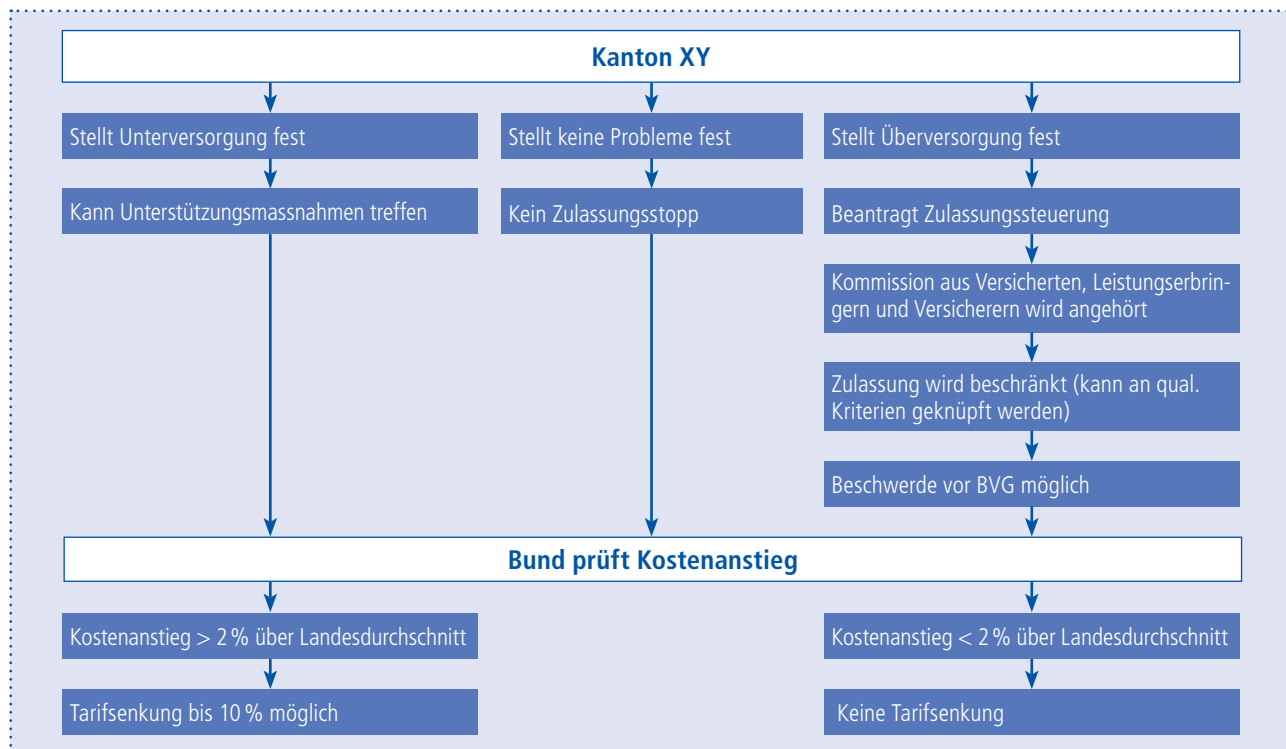 Kanton XY
Stellt Unterversorgung fest
Stellt keine Probleme fest
Stellt Überversorgung fest
Kann Unterstützungsmassnahmen treffen
Kein Zulassungsstopp
Beantragt Zulassungssteuerung
Kommission aus Versicherten, Leistungserbrin-
gern und Versicherern wird angehört
Zulassung wird beschränkt (kann an qual.
Kriterien geknüpft werden)
Beschwerde vor BVG möglich
Bund prüft Kostenanstieg
Kostenanstieg > 2 % über Landesdurchschnitt
Kostenanstieg < 2 % über Landesdurchschnitt
Tarifsenkung bis 10 % möglich
Keine Tarifsenkung